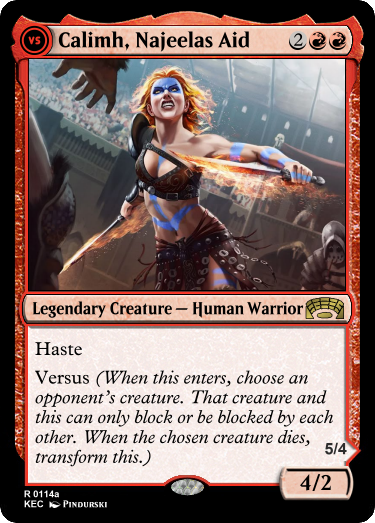 VS Calimh, Najeelas Aid 2
Legendary Creature — Human Warrior
Haste
Versus (When this enters, choose an
opponent's creature. That creature and
this can only block or be blocked by each
other. When the chosen creature dies,
transform this.)
5/4
4/2
R 0114a
KEC Pindurski